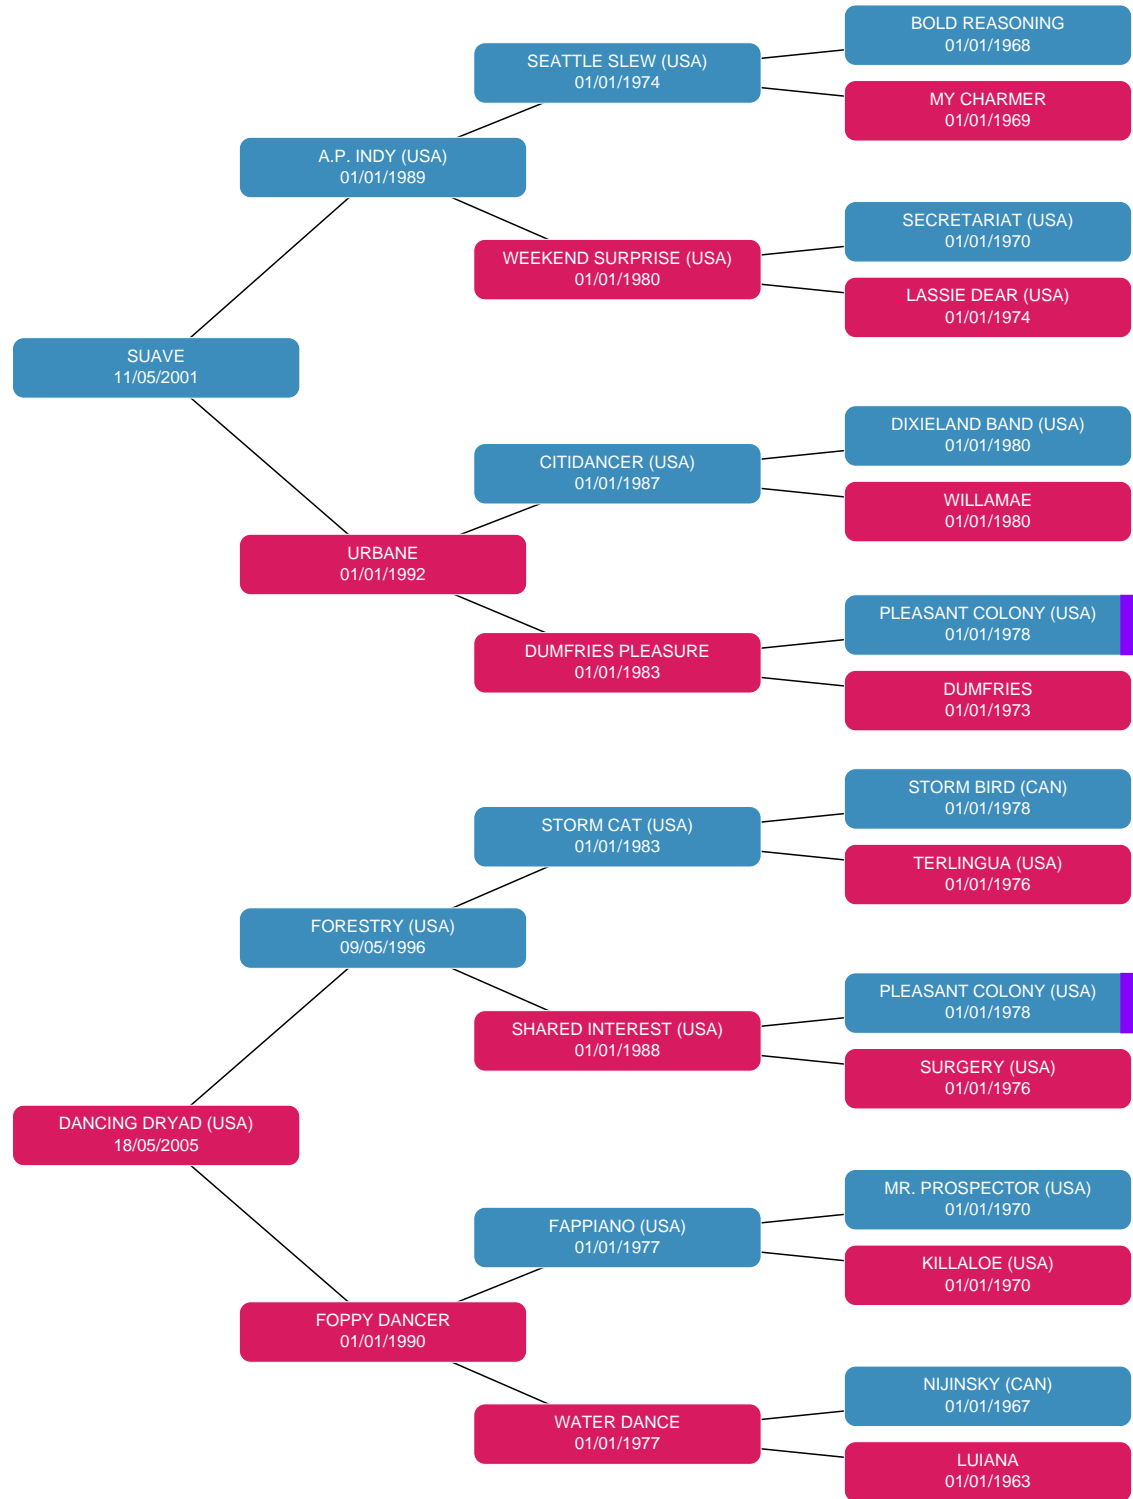 BOLD REASONING
01/01/1968
SEATTLE SLEW (USA)
01/01/1974
MY CHARMER
01/01/1969
A.P. INDY (USA)
01/01/1989
SECRETARIAT (USA)
01/01/1970
WEEKEND SURPRISE (USA)
01/01/1980
LASSIE DEAR (USA)
01/01/1974
SUAVE
11/05/2001
DIXIELAND BAND (USA)
01/01/1980
CITIDANCER (USA)
01/01/1987
WILLAMAE
01/01/1980
URBANE
01/01/1992
PLEASANT COLONY (USA)
01/01/1978
DUMFRIES PLEASURE
01/01/1983
DUMFRIES
01/01/1973
STORM BIRD (CAN)
01/01/1978
STORM CAT (USA)
01/01/1983
TERLINGUA (USA)
01/01/1976
FORESTRY (USA)
09/05/1996
PLEASANT COLONY (USA)
01/01/1978
SHARED INTEREST (USA)
01/01/1988
SURGERY (USA)
01/01/1976
DANCING DRYAD (USA)
18/05/2005
MR. PROSPECTOR (USA)
01/01/1970
FAPPIANO (USA)
01/01/1977
KILLALOE (USA)
01/01/1970
FOPPY DANCER
01/01/1990
NIJINSKY (CAN)
01/01/1967
WATER DANCE
01/01/1977
LUIANA
01/01/1963